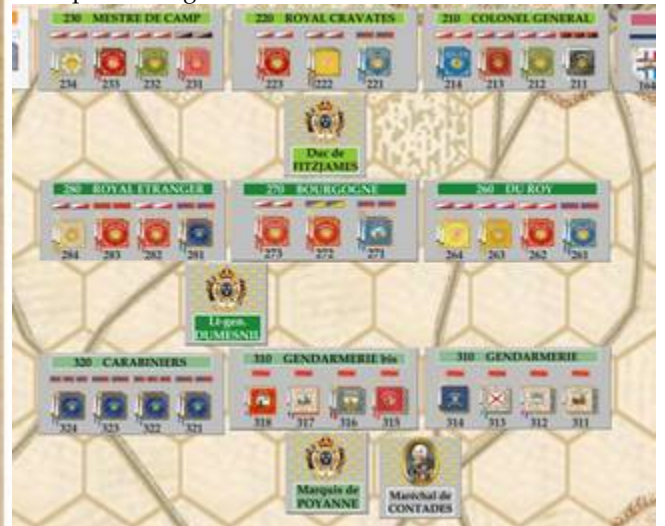 230 MESTRE DE CAMP
220 ROYAL CRAVATES
210 COLONEL GENERAL
234 233 232 231
223 222 221
214 213 212 211
164
Duc de
FITZJAMES
280 ROYAL ETRANGER
270 BOURGOGNE
260 DU ROY
284 283 282 281
273 272 271
264 263 262 261
Lt-gen.
DUMESNIL
320 CARABINIERS
310 GENDARMERIE bis
310 GENDARMERIE
324 323 322 321
318 317 316 315
314 313 312 311
Marquis de
POYANNE
Maréchal de
CONTADES